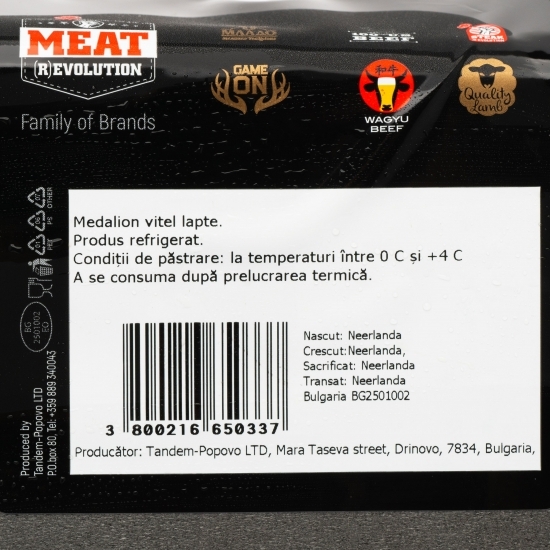 MEAT
(R)EVOLUTION
Family of Brands
GAME
ON
WAGYU
BEEF
Quality
Lamb
Medalion vitel lapte.
Produs refrigerat.
Condiții de păstrare: la temperaturi între 0 C și +4 C
A se consuma după prelucrarea termică.
Nascut: Neerlanda
Crescut:Neerlanda,
Sacrificat: Neerlanda
Transat: Neerlanda
Bulgaria BG2501002
3 800216 650337
Producător: Tandem-Popovo LTD, Mara Taseva street, Drinovo, 7834, Bulgaria,
BG
2501002
EO
Produced by
Tandem-Popovo LTD
P.O.box 80, Tel: +359 889 340043